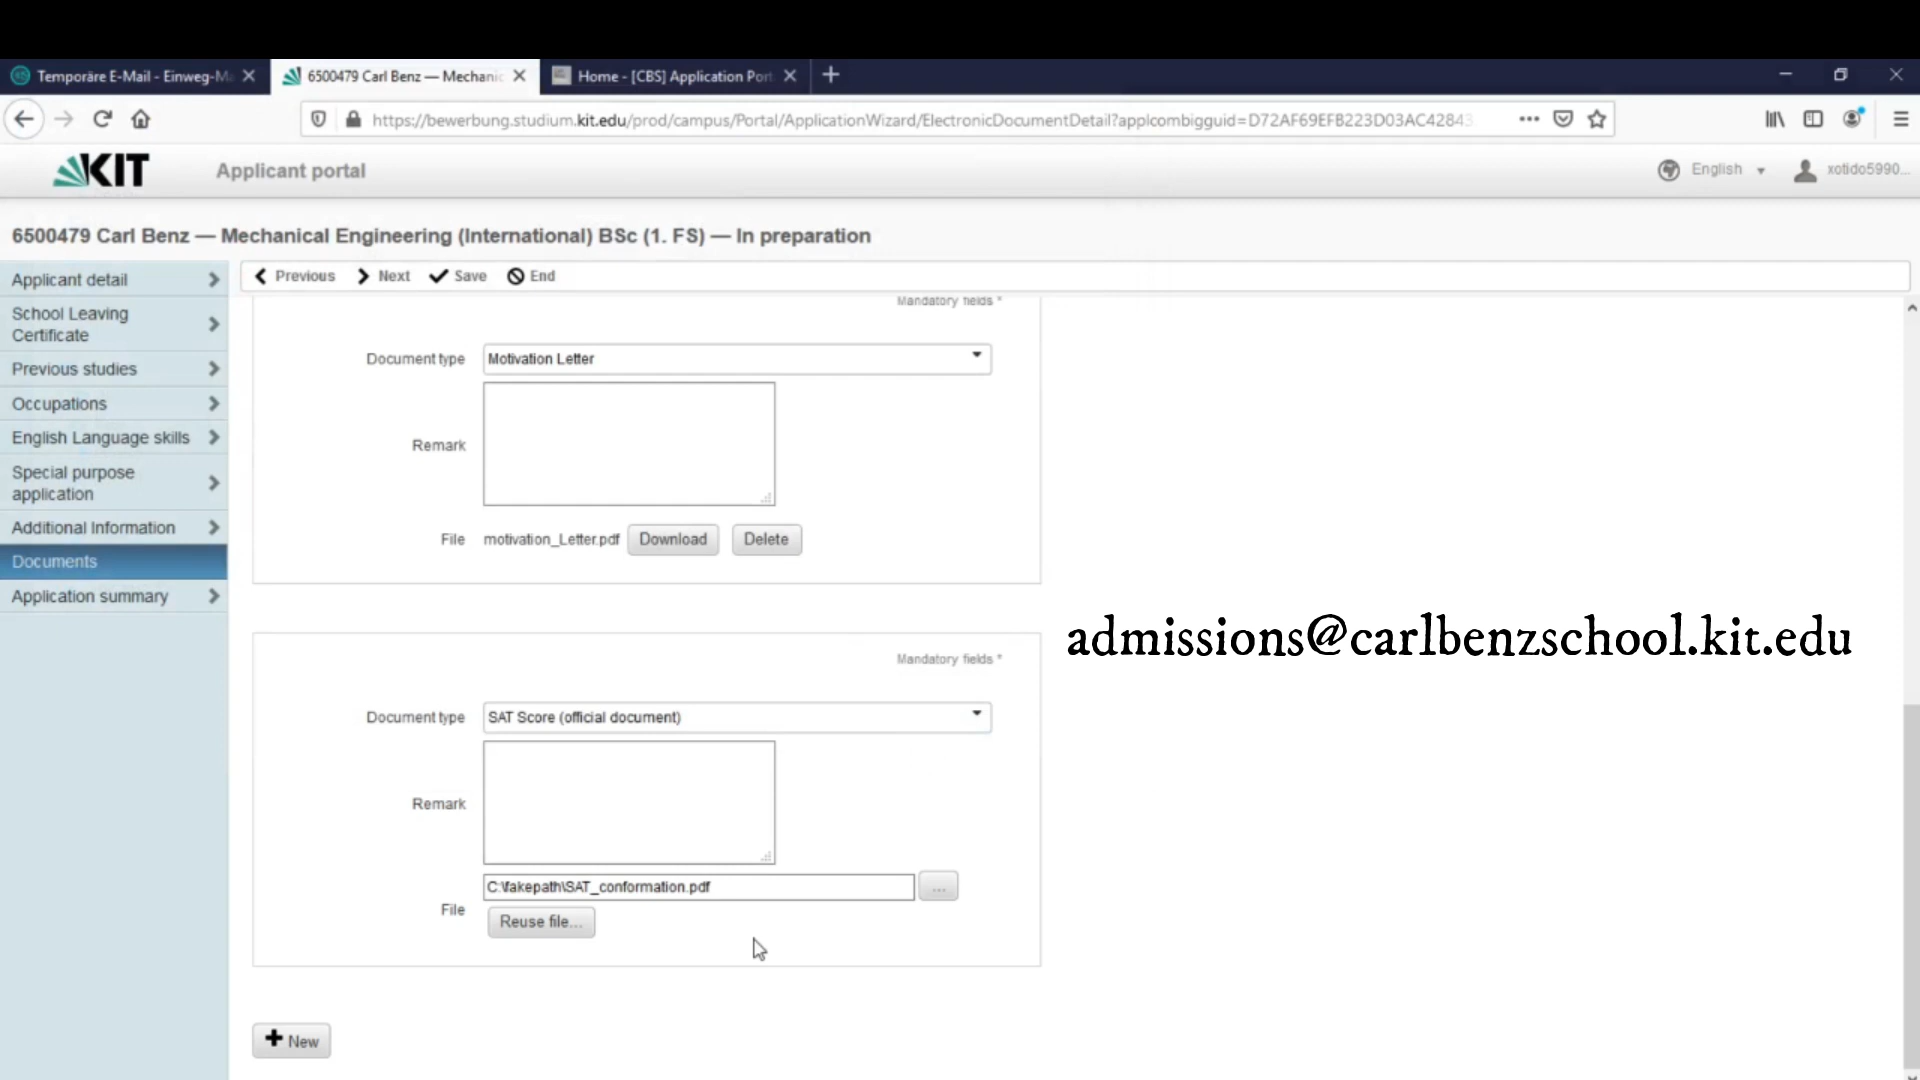 Temporäre E-Mail - Einweg-Ma
6500479 Carl Benz — Mechanic
Home - [CBS] Application Port
https://bewerbung.studium.kit.edu/prod/campus/Portal/ApplicationWizard/ElectronicDocumentDetail?applcombigguid=D72AF69EFB223D03AC42843
KIT
Applicant portal
English
xotido5990...
6500479 Carl Benz — Mechanical Engineering (International) BSc (1. FS) — In preparation
Applicant detail
School Leaving
Certificate
Previous studies
Occupations
English Language skills
Special purpose
application
Additional Information
Documents
Application summary
Previous Next Save End
Mandatory fields *
Document type Motivation Letter
Remark
File motivation_Letter.pdf Download Delete
Mandatory fields *
Document type SAT Score (official document)
Remark
C:\fakepath\SAT_conformation.pdf ...
File
Reuse file...
New
admissions@carlbenzschool.kit.edu